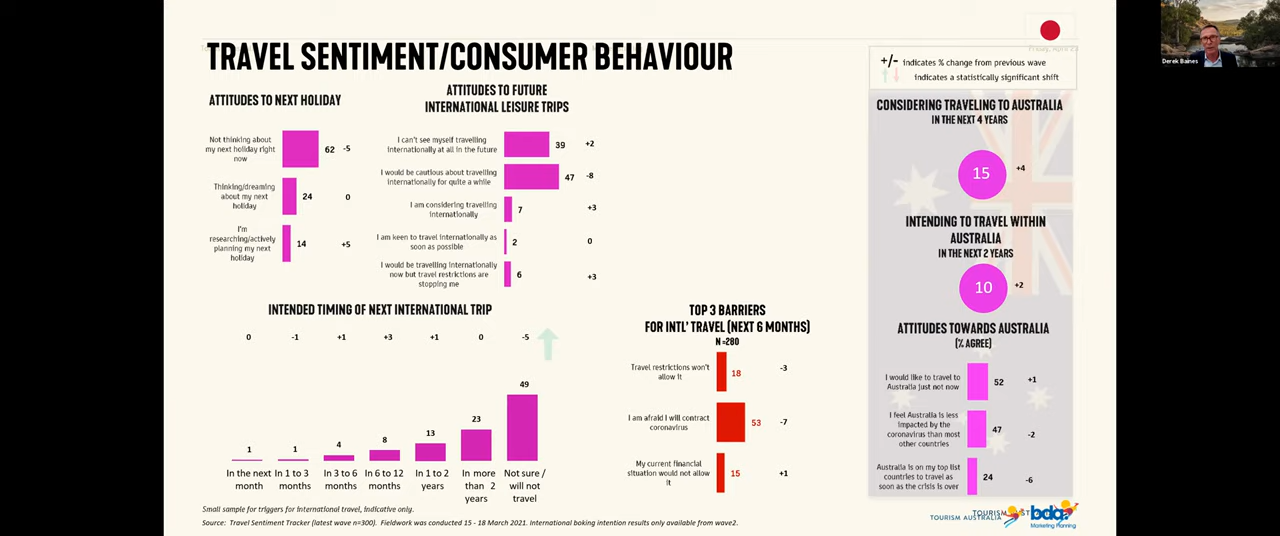 TRAVEL SENTIMENT/CONSUMER BEHAVIOUR
Derek Baines
+/- indicates % change from previous wave
indicates a statistically significant shift
ATTITUDES TO NEXT HOLIDAY
Not thinking about
my next holiday right
now
62 -5
Thinking/dreaming
about my next
holiday
24 0
I'm
researching/actively
planning my next
holiday
14 +5
ATTITUDES TO FUTURE
INTERNATIONAL LEISURE TRIPS
I can't see myself travelling
internationally at all in the future
39 +2
I would be cautious about travelling
internationally for quite a while
47 -8
I am considering travelling
internationally
7 +3
I am keen to travel internationally as
soon as possible
2 0
I would be travelling internationally
now but travel restrictions are
stopping me
6 +3
CONSIDERING TRAVELING TO AUSTRALIA
IN THE NEXT 4 YEARS
15 +4
INTENDING TO TRAVEL WITHIN
AUSTRALIA
IN THE NEXT 2 YEARS
10 +2
ATTITUDES TOWARDS AUSTRALIA
(% AGREE)
I would like to travel to
Australia just not now
52 +1
I feel Australia is less
impacted by the
coronavirus than most
other countries
47 -2
Australia is on my top list
countries to travel as
soon as the crisis is over
24 -6
INTENDED TIMING OF NEXT INTERNATIONAL TRIP
0 -1 +1 +3 +1 0 -5
1 1 4 8 13 23 49
In the next
month
In 1 to 3
months
In 3 to 6
months
In 6 to 12
months
In 1 to 2
years
In more
than 2
years
Not sure /
will not
travel
TOP 3 BARRIERS
FOR INTL' TRAVEL (NEXT 6 MONTHS)
N =280
Travel restrictions won't
allow it
18 -3
I am afraid I will contract
coronavirus
53 -7
My current financial
situation would not allow
it
15 +1
Small sample for triggers for international travel, indicative only.
Source: Travel Sentiment Tracker (latest wave n=300). Fieldwork was conducted 15 - 18 March 2021. International baking intention results only available from wave2.
TOURISM AUSTRALIA
bda
Marketing Planning